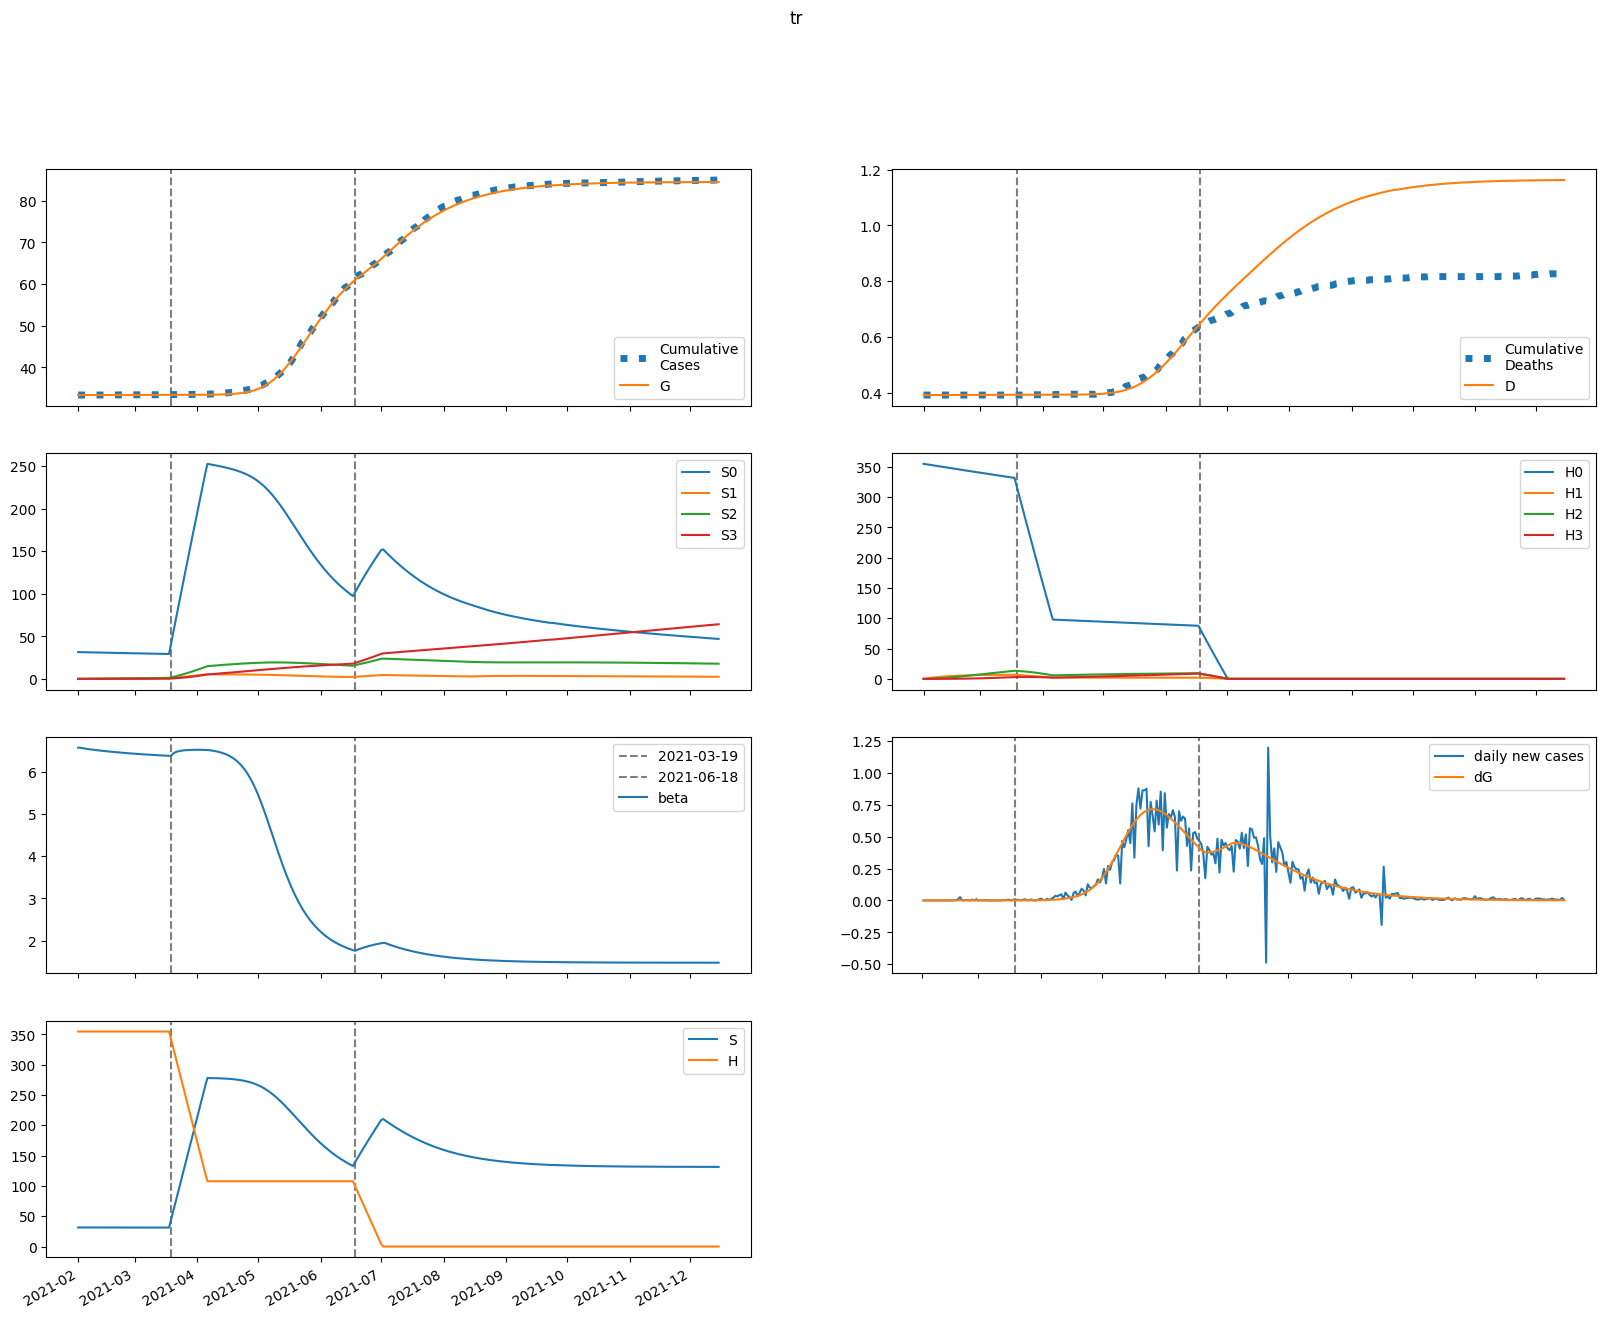 tr
80
70
60
50
40
Cumulative
Cases
G
1.2
1.0
0.8
0.6
0.4
Cumulative
Deaths
D
250
200
150
100
50
0
S0
S1
S2
S3
350
300
250
200
150
100
50
0
H0
H1
H2
H3
6
5
4
3
2
2021-03-19
2021-06-18
beta
1.25
1.00
0.75
0.50
0.25
0.00
−0.25
−0.50
daily new cases
dG
350
300
250
200
150
100
50
0
S
H
2021-02
2021-03
2021-04
2021-05
2021-06
2021-07
2021-08
2021-09
2021-10
2021-11
2021-12